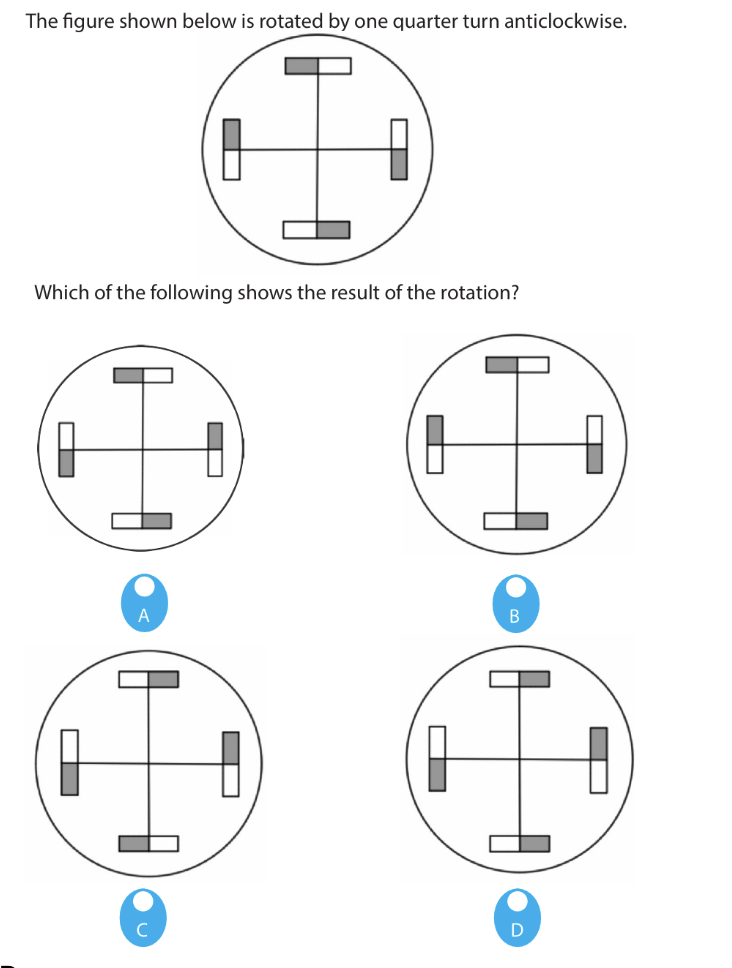 The figure shown below is rotated by one quarter turn anticlockwise.
Which of the following shows the result of the rotation?
A
B
C
D